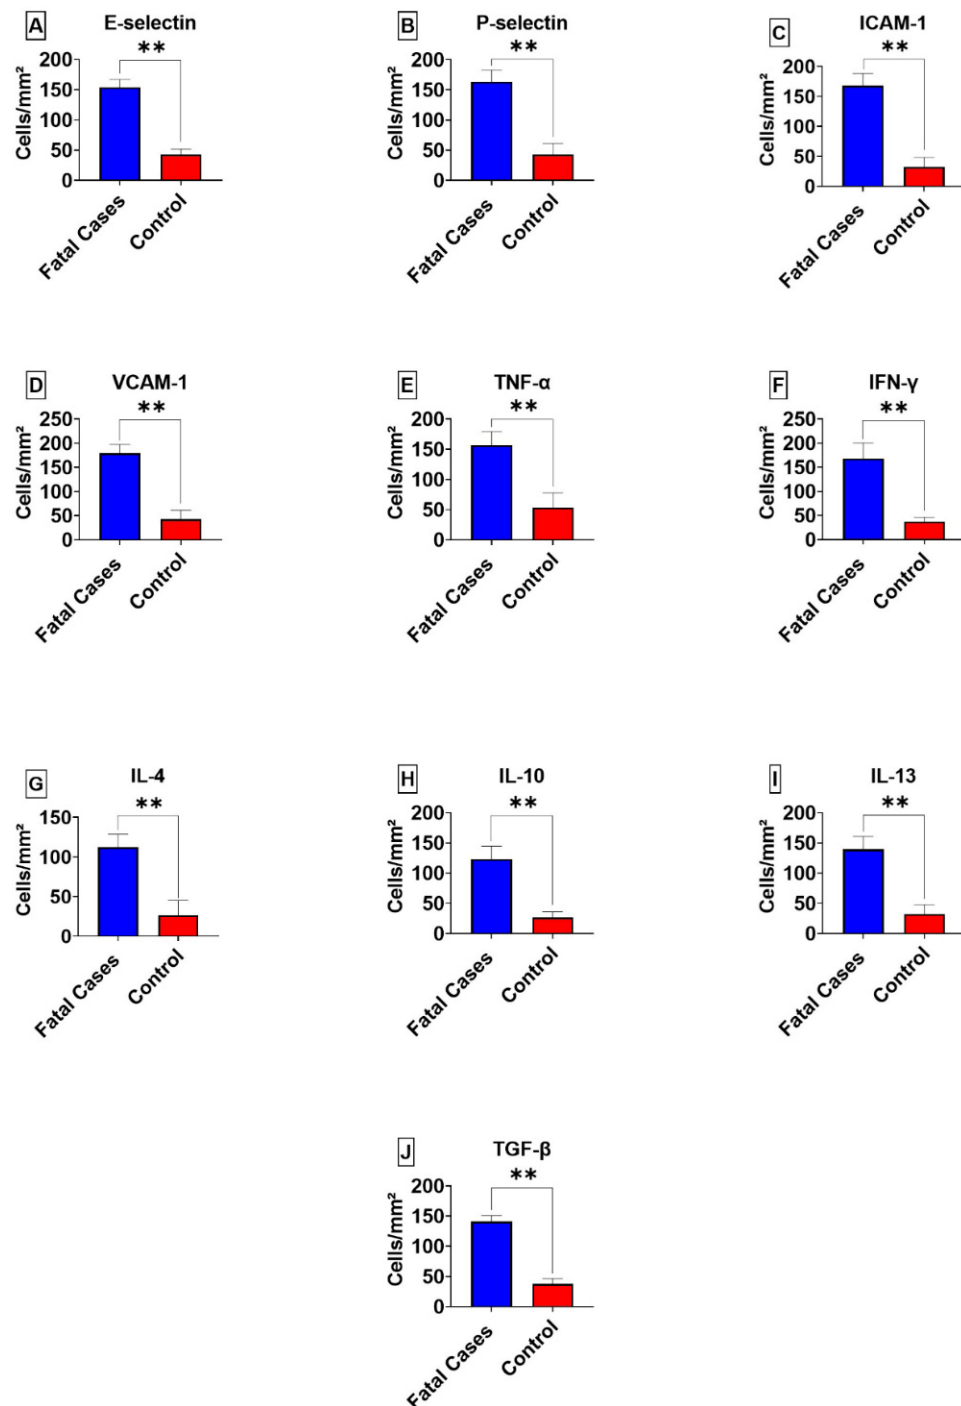 A
E-selectin
**
Cells/mm²
200
150
100
50
0
Fatal Cases
Control
B
P-selectin
**
Cells/mm²
200
150
100
50
0
Fatal Cases
Control
C
ICAM-1
**
Cells/mm²
200
150
100
50
0
Fatal Cases
Control
D
VCAM-1
**
Cells/mm²
250
200
150
100
50
0
Fatal Cases
Control
E
TNF-α
**
Cells/mm²
200
150
100
50
0
Fatal Cases
Control
F
IFN-γ
**
Cells/mm²
250
200
150
100
50
0
Fatal Cases
Control
G
IL-4
**
Cells/mm²
150
100
50
0
Fatal Cases
Control
H
IL-10
**
Cells/mm²
200
150
100
50
0
Fatal Cases
Control
I
IL-13
**
Cells/mm²
200
150
100
50
0
Fatal Cases
Control
J
TGF-β
**
Cells/mm²
200
150
100
50
0
Fatal Cases
Control